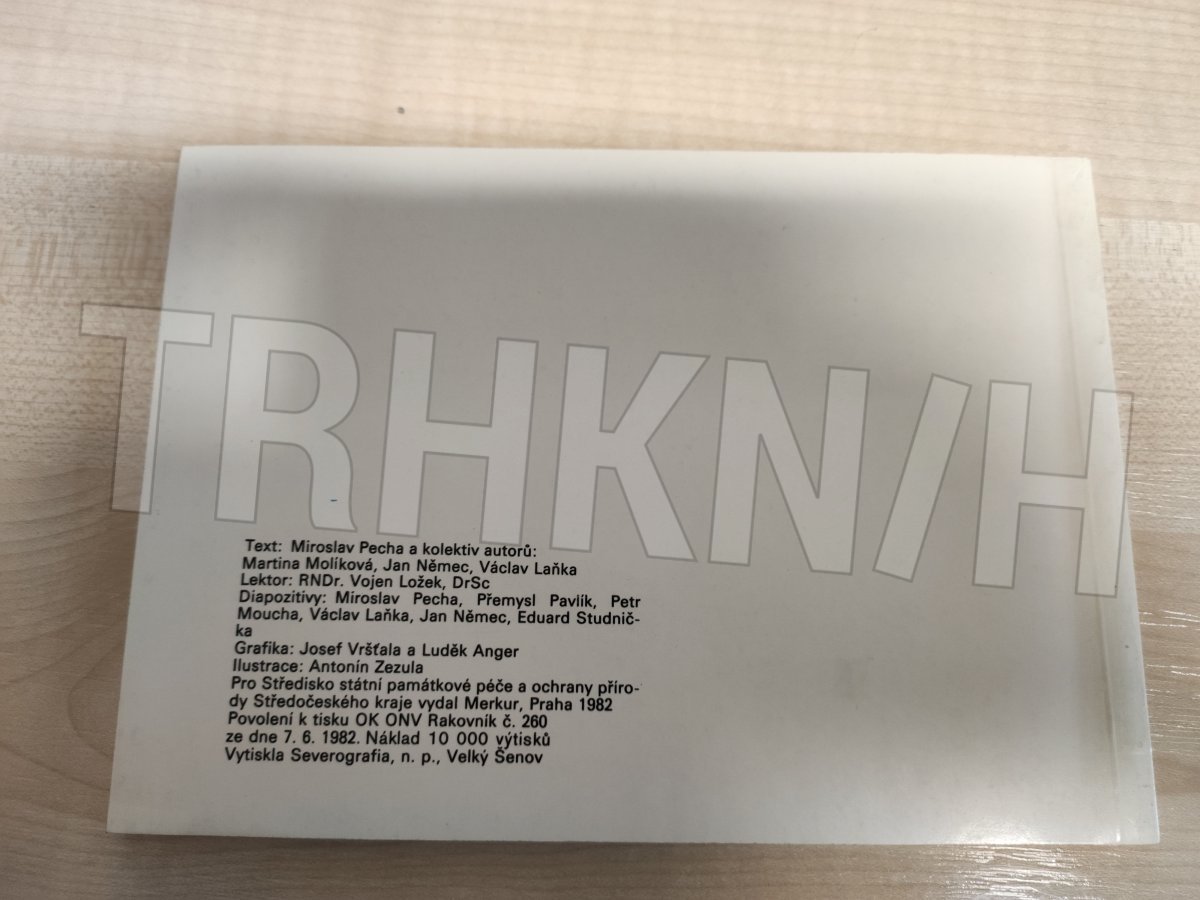 TRHKN/H
Text: Miroslav Pecha a kolektiv autorů:
Martina Molíková, Jan Němec, Václav Laňka
Lektor: RNDr. Vojen Ložek, DrSc
Diapozitivy: Miroslav Pecha, Přemysl Pavlík, Petr
Moucha, Václav Laňka, Jan Němec, Eduard Studnič-
ka
Grafika: Josef Vršťala a Luděk Anger
Ilustrace: Antonín Zezula
Pro Středisko státní památkové péče a ochrany příro-
dy Středočeského kraje vydal Merkur, Praha 1982
Povolení k tisku OK ONV Rakovník č. 260
ze dne 7. 6. 1982. Náklad 10 000 výtisků
Vytiskla Severografia, n. p., Velký Šenov